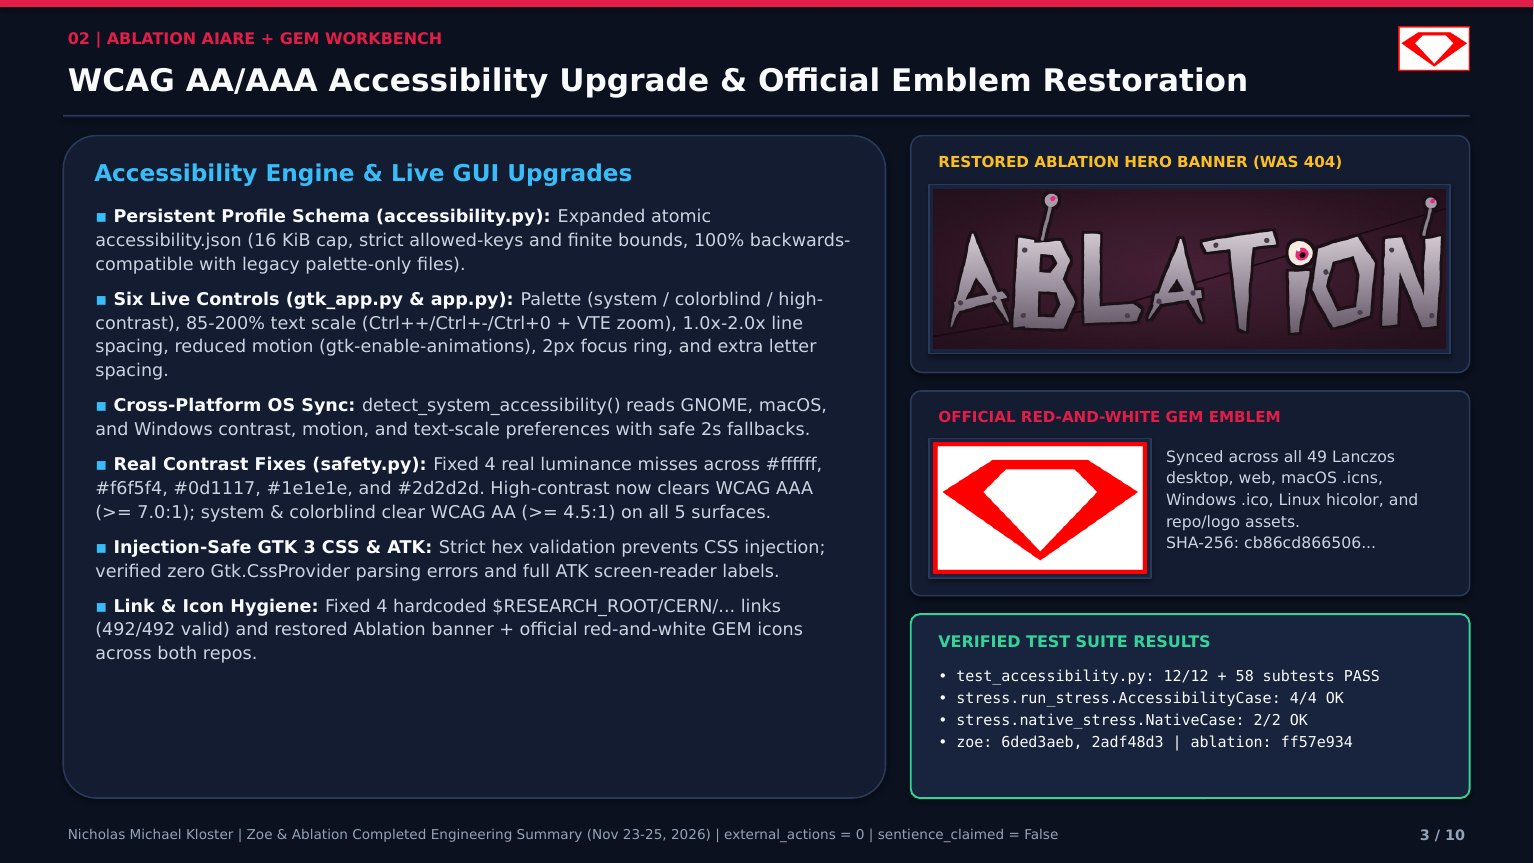 02 | ABLATION AIARE + GEM WORKBENCH
WCAG AA/AAA Accessibility Upgrade & Official Emblem Restoration
Accessibility Engine & Live GUI Upgrades
▪ Persistent Profile Schema (accessibility.py): Expanded atomic
accessibility.json (16 KiB cap, strict allowed-keys and finite bounds, 100% backwards-
compatible with legacy palette-only files).
▪ Six Live Controls (gtk_app.py & app.py): Palette (system / colorblind / high-
contrast), 85-200% text scale (Ctrl++/Ctrl+-/Ctrl+0 + VTE zoom), 1.0x-2.0x line
spacing, reduced motion (gtk-enable-animations), 2px focus ring, and extra letter
spacing.
▪ Cross-Platform OS Sync: detect_system_accessibility() reads GNOME, macOS,
and Windows contrast, motion, and text-scale preferences with safe 2s fallbacks.
▪ Real Contrast Fixes (safety.py): Fixed 4 real luminance misses across #ffffff,
#f6f5f4, #0d1117, #1e1e1e, and #2d2d2d. High-contrast now clears WCAG AAA
(>= 7.0:1); system & colorblind clear WCAG AA (>= 4.5:1) on all 5 surfaces.
▪ Injection-Safe GTK 3 CSS & ATK: Strict hex validation prevents CSS injection;
verified zero Gtk.CssProvider parsing errors and full ATK screen-reader labels.
▪ Link & Icon Hygiene: Fixed 4 hardcoded $RESEARCH_ROOT/CERN/... links
(492/492 valid) and restored Ablation banner + official red-and-white GEM icons
across both repos.
RESTORED ABLATION HERO BANNER (WAS 404)
ABLATiON
OFFICIAL RED-AND-WHITE GEM EMBLEM
Synced across all 49 Lanczos
desktop, web, macOS .icns,
Windows .ico, Linux hicolor, and
repo/logo assets.
SHA-256: cb86cd866506...
VERIFIED TEST SUITE RESULTS
• test_accessibility.py: 12/12 + 58 subtests PASS
• stress.run_stress.AccessibilityCase: 4/4 OK
• stress.native_stress.NativeCase: 2/2 OK
• zoe: 6ded3aeb, 2adf48d3 | ablation: ff57e934
Nicholas Michael Kloster | Zoe & Ablation Completed Engineering Summary (Nov 23-25, 2026) | external_actions = 0 | sentience_claimed = False
3 / 10